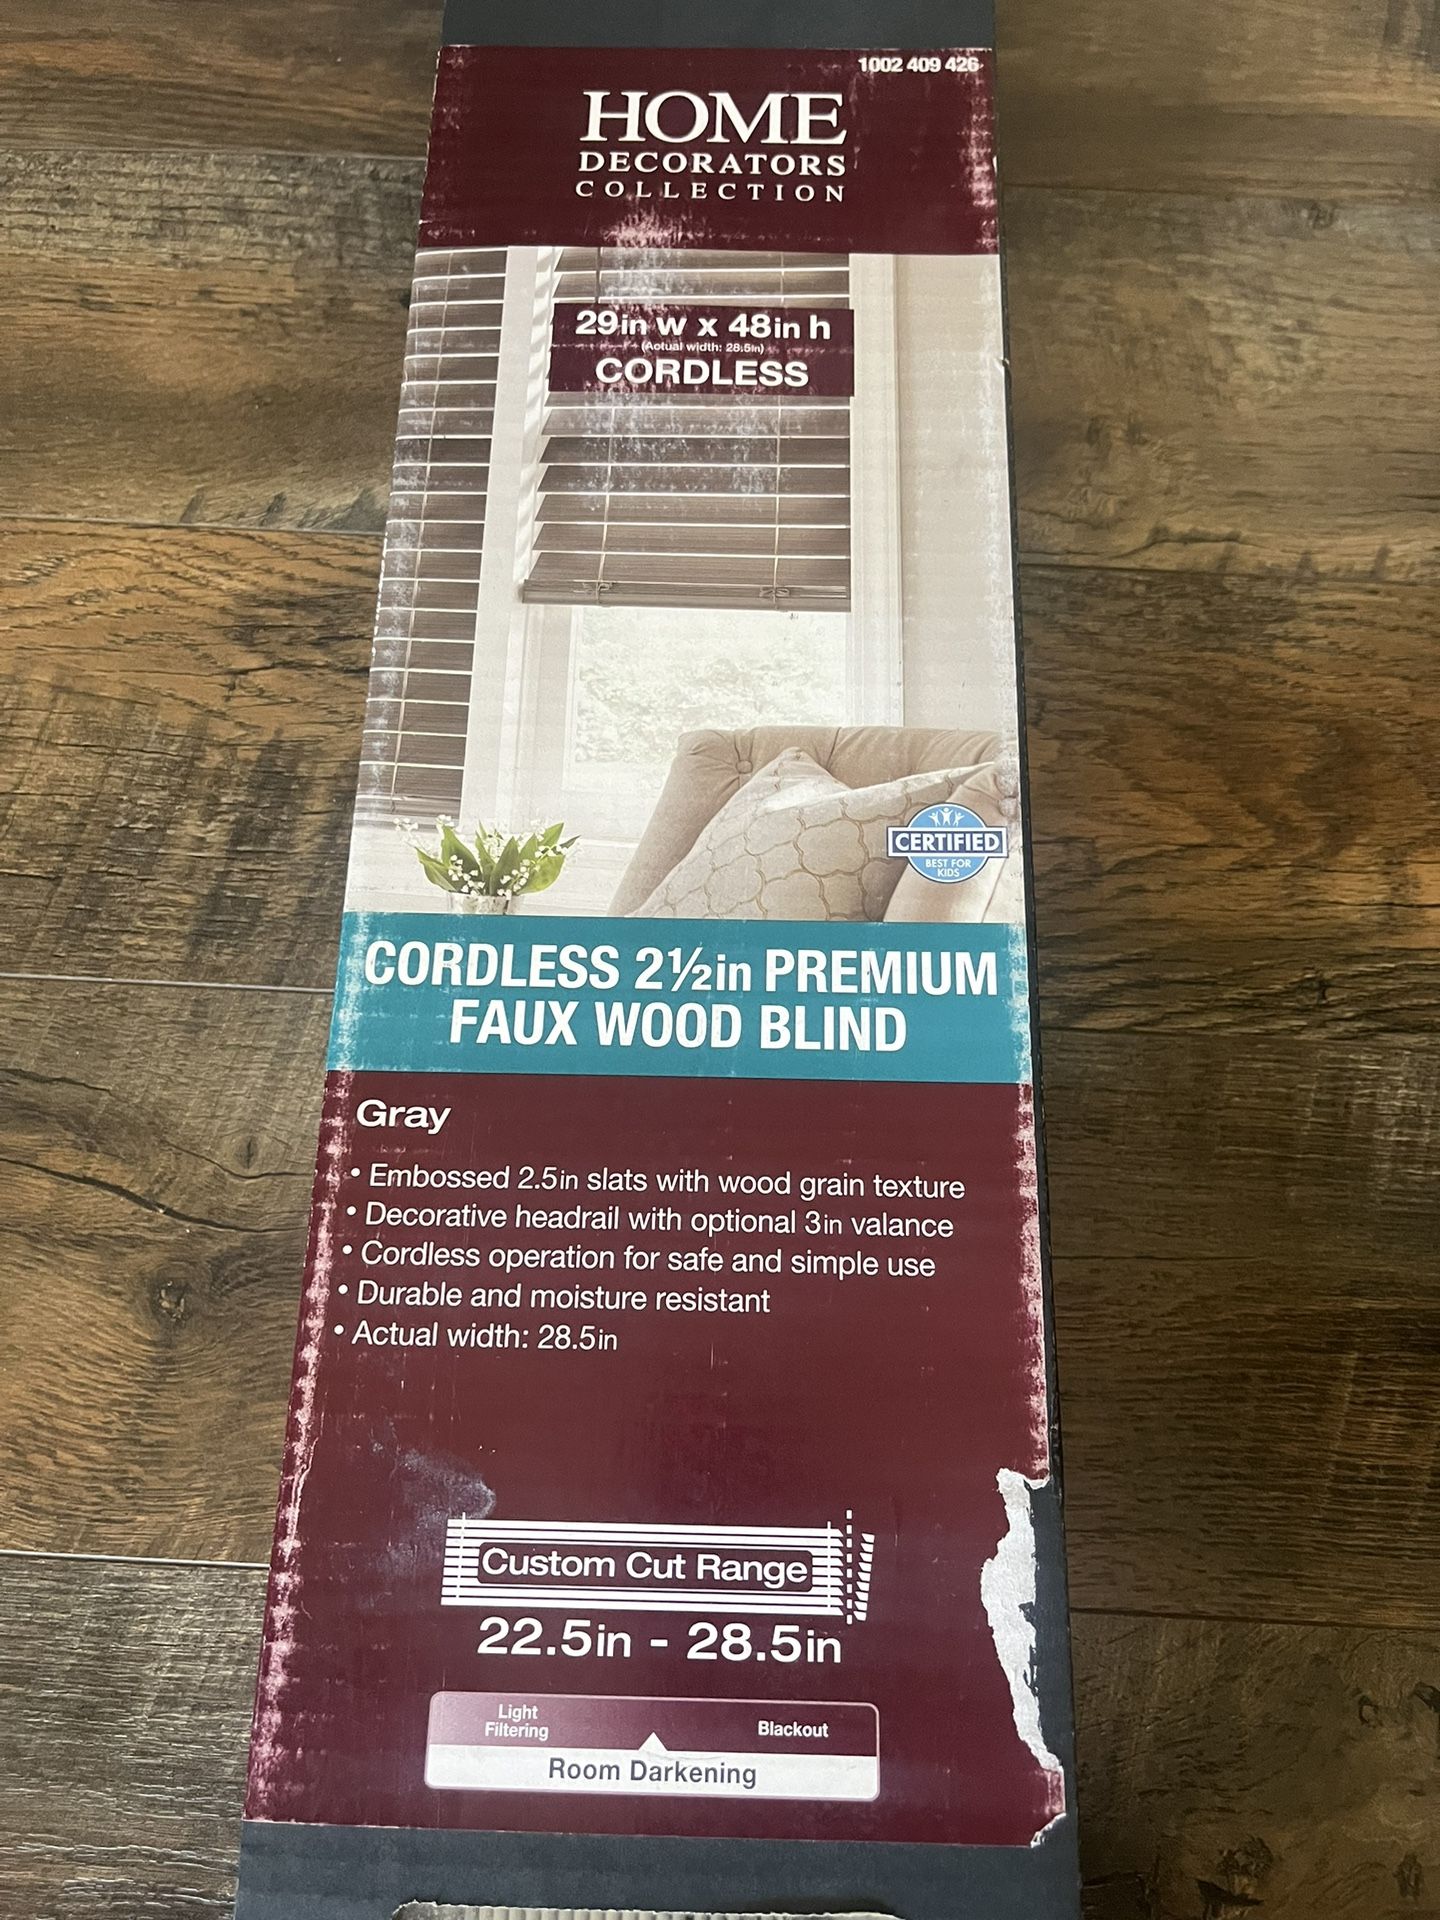 1002 409 426
HOME
DECORATORS
COLLECTION
29in w x 48in h
(Actual width: 28.5in)
CORDLESS
CERTIFIED
BEST FOR
KIDS
CORDLESS 2½in PREMIUM
FAUX WOOD BLIND
Gray
• Embossed 2.5in slats with wood grain texture
• Decorative headrail with optional 3in valance
• Cordless operation for safe and simple use
• Durable and moisture resistant
• Actual width: 28.5in
Custom Cut Range
22.5in - 28.5in
Light
Filtering
Blackout
Room Darkening